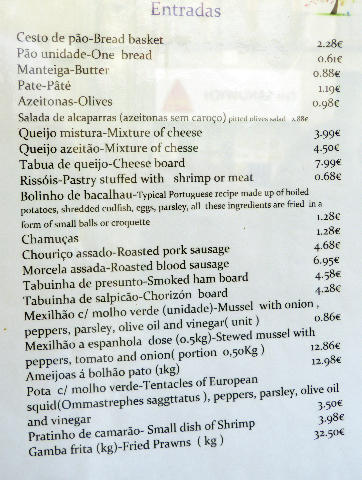 Entradas
Cesto de pão-Bread basket 2.28€
Pão unidade-One bread 0.61€
Manteiga-Butter 0.88€
Pate-Pâté 1.19€
Azeitonas-Olives 0.98€
Salada de alcaparras (azeitonas sem caroço) pitted olives salad 2.88€
Queijo mistura-Mixture of cheese 3.99€
Queijo azeitão-Mixture of chesse 4.50€
Tabua de queijo-Cheese board 7.99€
Rissóis-Pastry stuffed with shrimp or meat 0.68€
Bolinho de bacalhau-Typical Portuguese recipe made up of boiled
potatoes, shredded codfish, eggs, parsley, all these ingredients are fried in a
form of small balls or croquette 1.28€
Chamuças 1.28€
Chouriço assado-Roasted pork sausage 4.68€
Morcela assada-Roasted blood sausage 6.95€
Tabuinha de presunto-Smoked ham board 4.58€
Tabuinha de salpicão-Chorizón board 4.28€
Mexilhão c/ molho verde (unidade)-Mussel with onion,
peppers, parsley, olive oil and vinegar( unit ) 0.86€
Mexilhão a espanhola dose (0.5kg)-Stewed mussel with
peppers, tomato and onion( portion 0,50Kg ) 12.86€
Ameijoas á bolhão pato (1kg) 12.98€
Pota c/ molho verde-Tentacles of European
squid(Ommastrephes saggttatus ), peppers, parsley, olive oil
and vinegar 3.50€
Pratinho de camarão- Small dish of Shrimp 3.98€
Gamba frita (kg)-Fried Prawns ( kg ) 32.50€